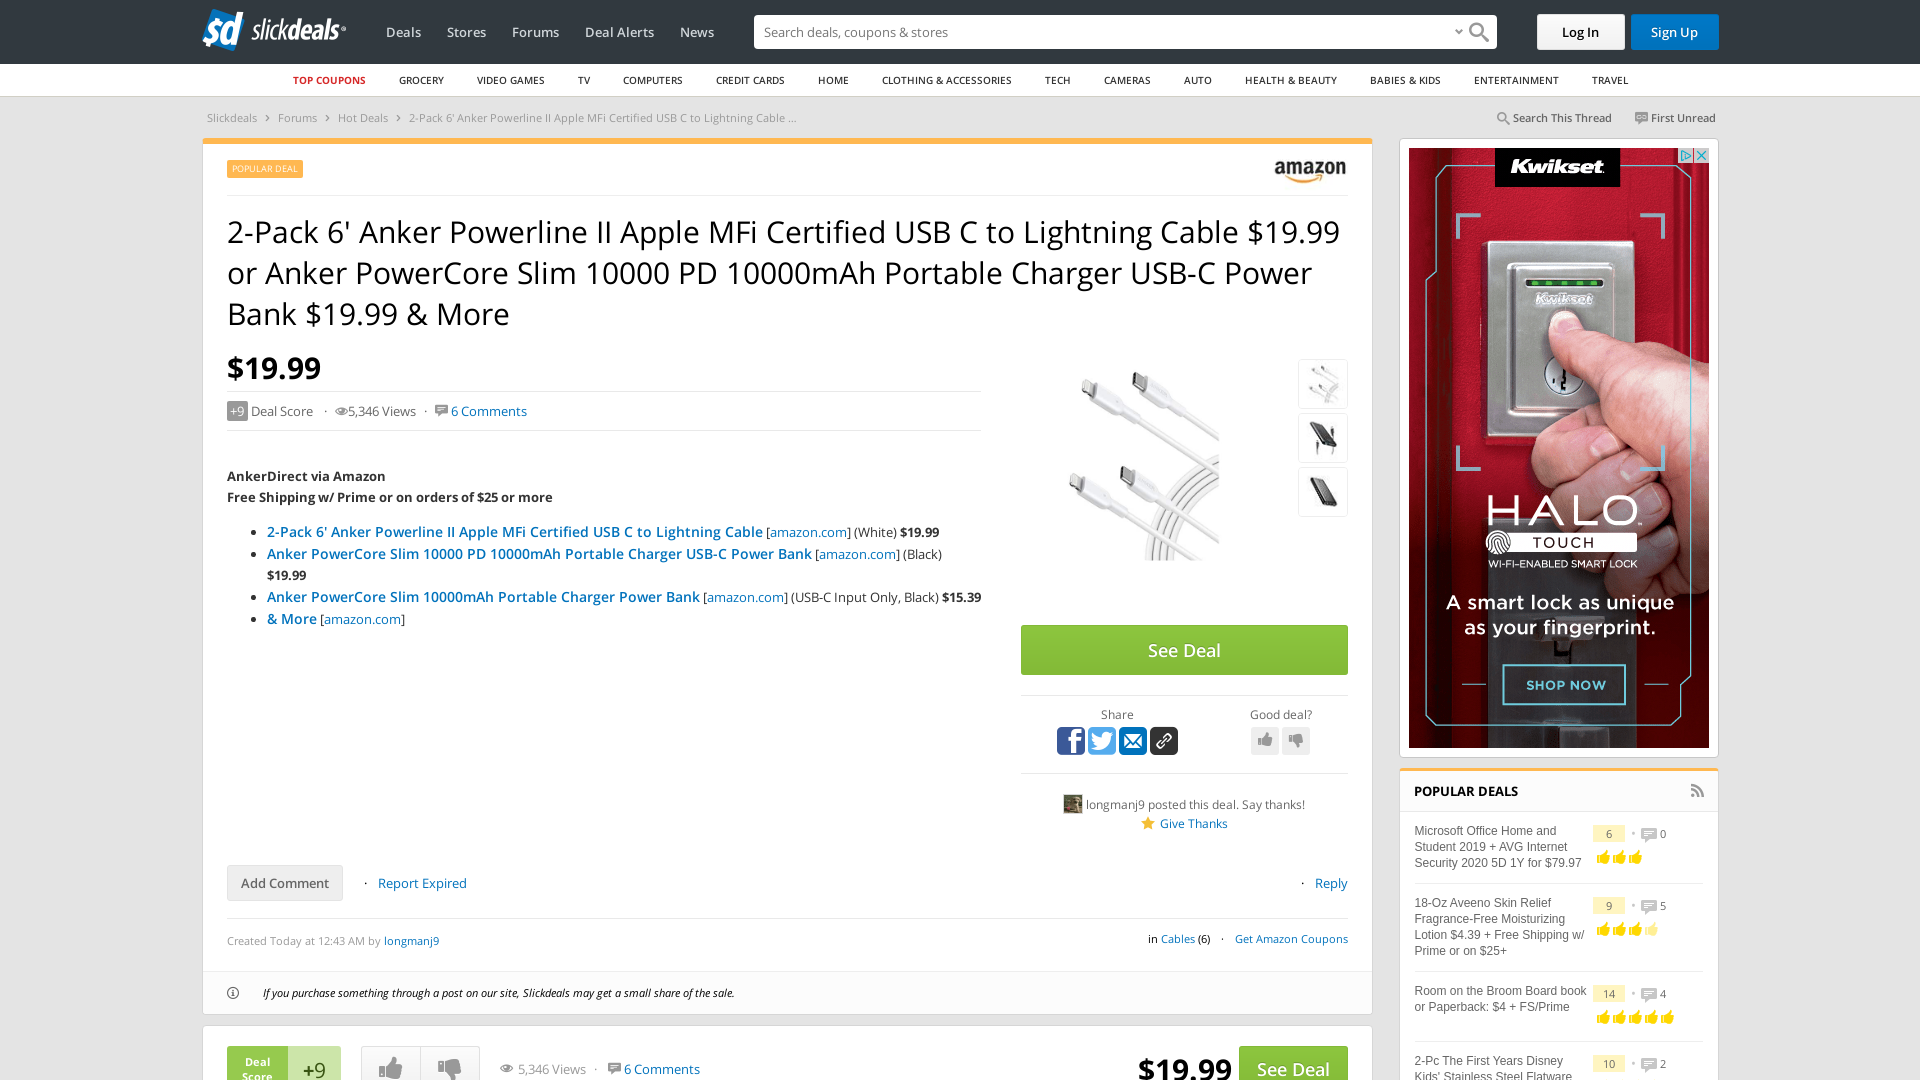 slickdeals
Deals Stores Forums Deal Alerts News
Search deals, coupons & stores
Log In Sign Up
TOP COUPONS GROCERY VIDEO GAMES TV COMPUTERS CREDIT CARDS HOME CLOTHING & ACCESSORIES TECH CAMERAS AUTO HEALTH & BEAUTY BABIES & KIDS ENTERTAINMENT TRAVEL
Slickdeals › Forums › Hot Deals › 2-Pack 6' Anker Powerline II Apple MFi Certified USB C to Lightning Cable ...
Search This Thread First Unread
POPULAR DEAL
amazon
2-Pack 6' Anker Powerline II Apple MFi Certified USB C to Lightning Cable $19.99
or Anker PowerCore Slim 10000 PD 10000mAh Portable Charger USB-C Power
Bank $19.99 & More
$19.99
+9 Deal Score · 5,346 Views · 6 Comments
AnkerDirect via Amazon
Free Shipping w/ Prime or on orders of $25 or more
• 2-Pack 6' Anker Powerline II Apple MFi Certified USB C to Lightning Cable [amazon.com] (White) $19.99
• Anker PowerCore Slim 10000 PD 10000mAh Portable Charger USB-C Power Bank [amazon.com] (Black)
$19.99
• Anker PowerCore Slim 10000mAh Portable Charger Power Bank [amazon.com] (USB-C Input Only, Black) $15.39
• & More [amazon.com]
See Deal
Share
Good deal?
longmanj9 posted this deal. Say thanks!
Give Thanks
Add Comment · Report Expired
· Reply
Created Today at 12:43 AM by longmanj9
in Cables (6) · Get Amazon Coupons
If you purchase something through a post on our site, Slickdeals may get a small share of the sale.
Deal
Score
+9
5,346 Views · 6 Comments
$19.99
See Deal
Kwikset
Kwikset
HALO
TOUCH
WI-FI-ENABLED SMART LOCK
A smart lock as unique
as your fingerprint.
SHOP NOW
POPULAR DEALS
Microsoft Office Home and
Student 2019 + AVG Internet
Security 2020 5D 1Y for $79.97
6 • 0
18-Oz Aveeno Skin Relief
Fragrance-Free Moisturizing
Lotion $4.39 + Free Shipping w/
Prime or on $25+
9 • 5
Room on the Broom Board book
or Paperback: $4 + FS/Prime
14 • 4
2-Pc The First Years Disney
Kids' Stainless Steel Flatware
10 • 2